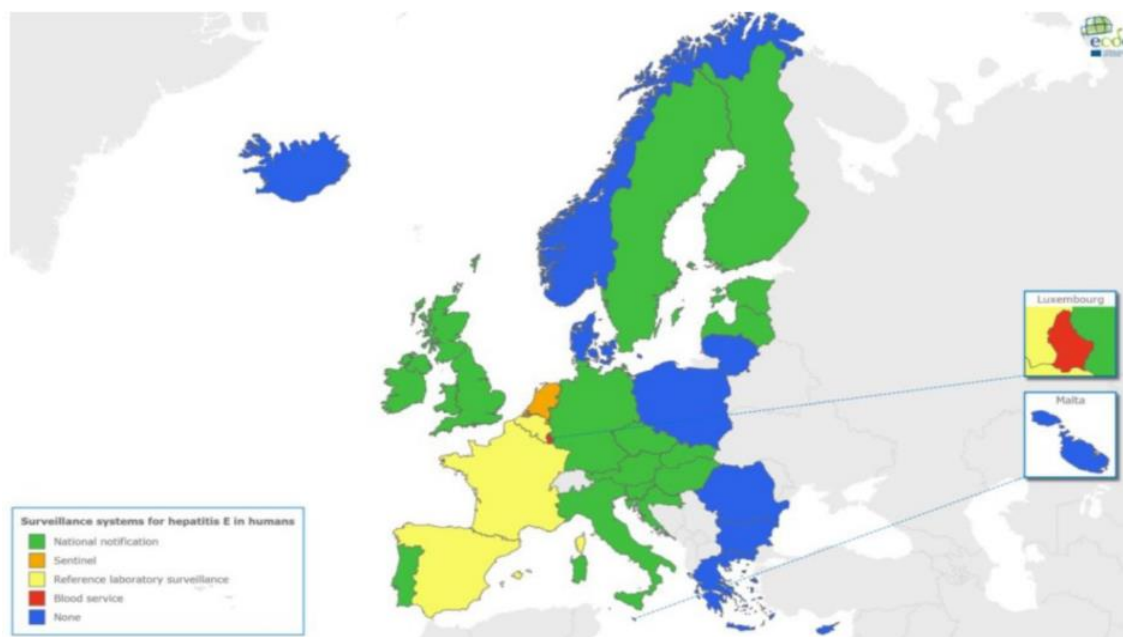 Luxembourg
Malta
Surveillance systems for hepatitis E in humans
National notification
Sentinel
Reference laboratory surveillance
Blood service
None